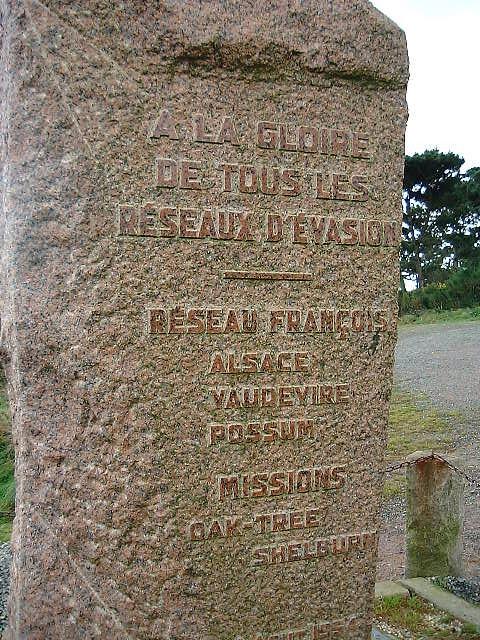 A LA GLOIRE
DE TOUS LES
RÉSEAUX D'ÉVASION
RÉSEAU FRANÇOIS
ALSACE
VAUDEVIRE
POSSUM
MISSIONS
OAK-TREE
SHELBURN